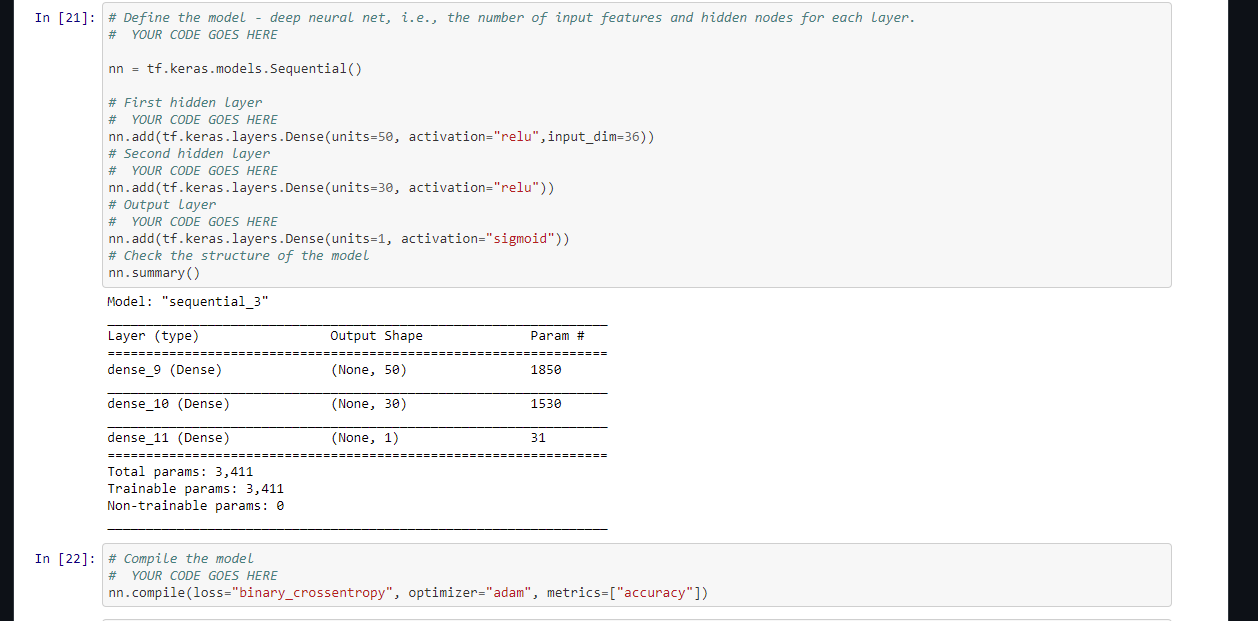 In [21]: # Define the model - deep neural net, i.e., the number of input features and hidden nodes for each layer.
#  YOUR CODE GOES HERE
nn = tf.keras.models.Sequential()
# First hidden layer
#  YOUR CODE GOES HERE
nn.add(tf.keras.layers.Dense(units=50, activation="relu",input_dim=36))
# Second hidden layer
#  YOUR CODE GOES HERE
nn.add(tf.keras.layers.Dense(units=30, activation="relu"))
# Output layer
#  YOUR CODE GOES HERE
nn.add(tf.keras.layers.Dense(units=1, activation="sigmoid"))
# Check the structure of the model
nn.summary()
Model: "sequential_3"
_________________________________________________________________
Layer (type)                 Output Shape              Param #
=================================================================
dense_9 (Dense)              (None, 50)                1850
_________________________________________________________________
dense_10 (Dense)             (None, 30)                1530
_________________________________________________________________
dense_11 (Dense)             (None, 1)                 31
=================================================================
Total params: 3,411
Trainable params: 3,411
Non-trainable params: 0
_________________________________________________________________
In [22]: # Compile the model
#  YOUR CODE GOES HERE
nn.compile(loss="binary_crossentropy", optimizer="adam", metrics=["accuracy"])